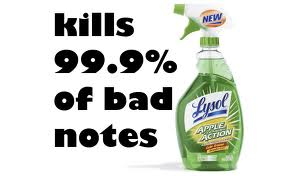 kills
99.9%
of bad
notes
NEW
Lysol
APPLE
ACTION